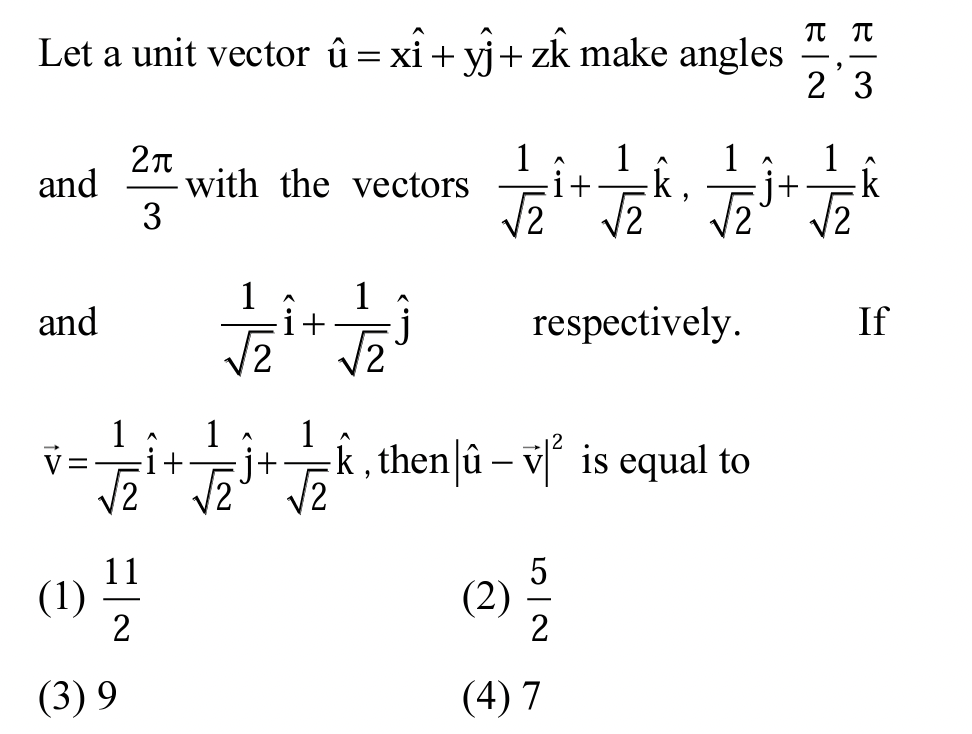 Let a unit vector û = xî + yĵ + zk̂ make angles π/2, π/3
and 2π/3 with the vectors 1/√2 î + 1/√2 k̂, 1/√2 ĵ + 1/√2 k̂
and 1/√2 î + 1/√2 ĵ respectively. If
v⃗ = 1/√2 î + 1/√2 ĵ + 1/√2 k̂, then |û − v⃗|² is equal to
(1) 11/2 (2) 5/2
(3) 9 (4) 7